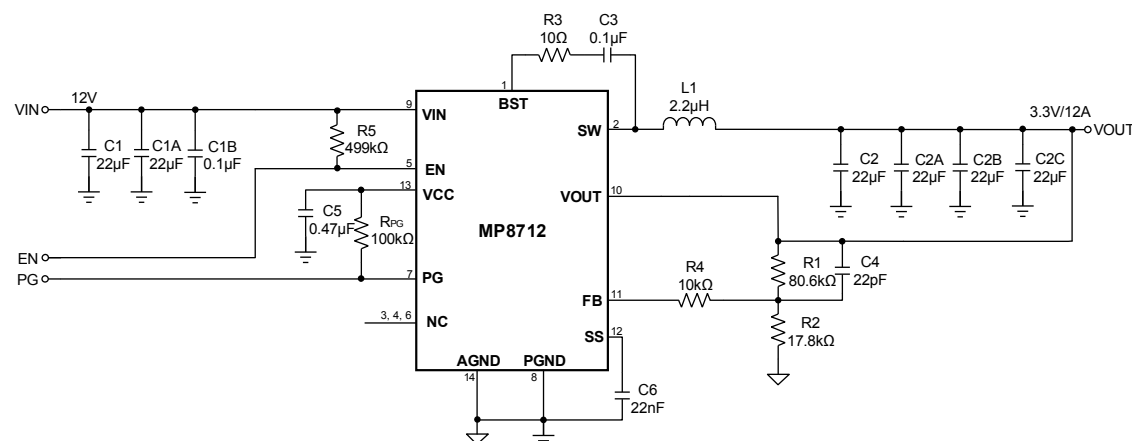 R3
10Ω
C3
0.1µF
1
BST
L1
2.2µH
VIN
12V
9
VIN
SW
2
3.3V/12A
VOUT
C1
22µF
C1A
22µF
C1B
0.1µF
R5
499kΩ
5
EN
C2
22µF
C2A
22µF
C2B
22µF
C2C
22µF
13
VCC
VOUT
10
C5
0.47µF
RPG
100kΩ
MP8712
EN
PG
7
PG
R4
10kΩ
R1
80.6kΩ
C4
22pF
FB
11
3, 4, 6
NC
SS
12
R2
17.8kΩ
AGND
PGND
14
8
C6
22nF